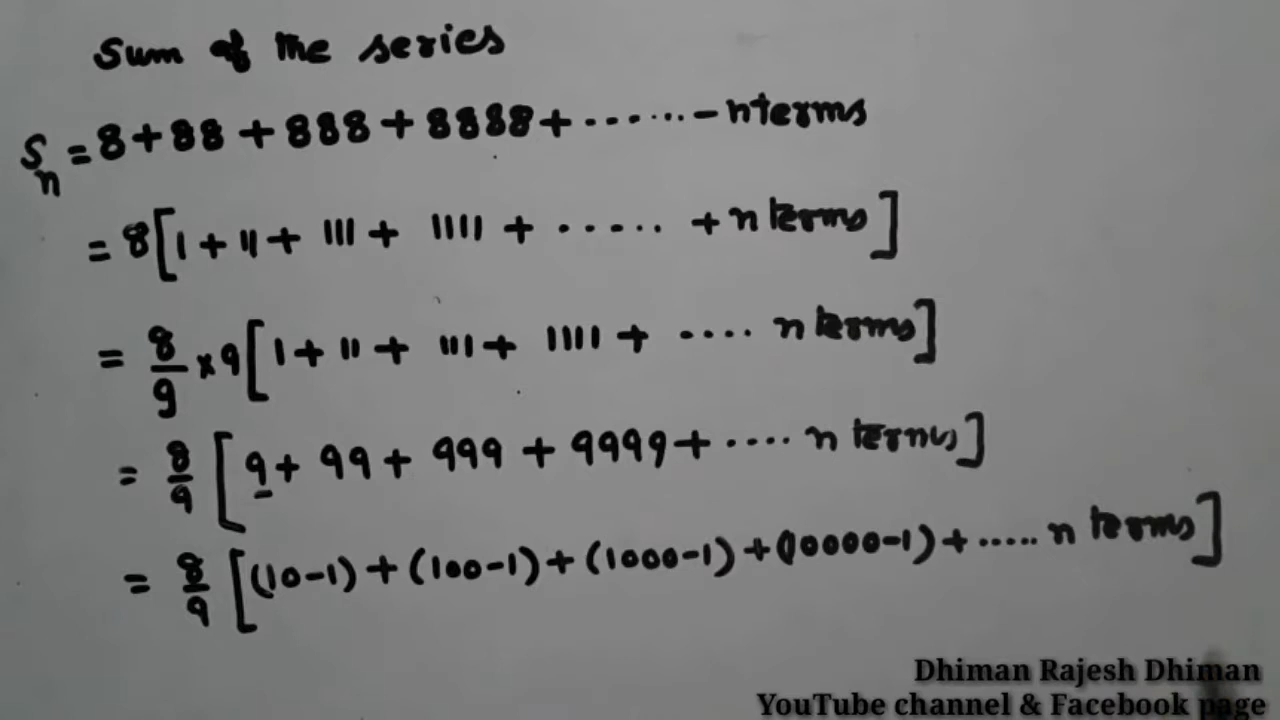 Sum of the series
Sn = 8 + 88 + 888 + 8888 + ...... - n terms
= 8[1 + 11 + 111 + 1111 + ...... + n terms]
= 8/9 × 9[1 + 11 + 111 + 1111 + .... n terms]
= 8/9 [9 + 99 + 999 + 9999 + .... n terms]
= 8/9 [(10-1) + (100-1) + (1000-1) + (10000-1) + ..... n terms]
Dhiman Rajesh Dhiman
YouTube channel & Facebook page